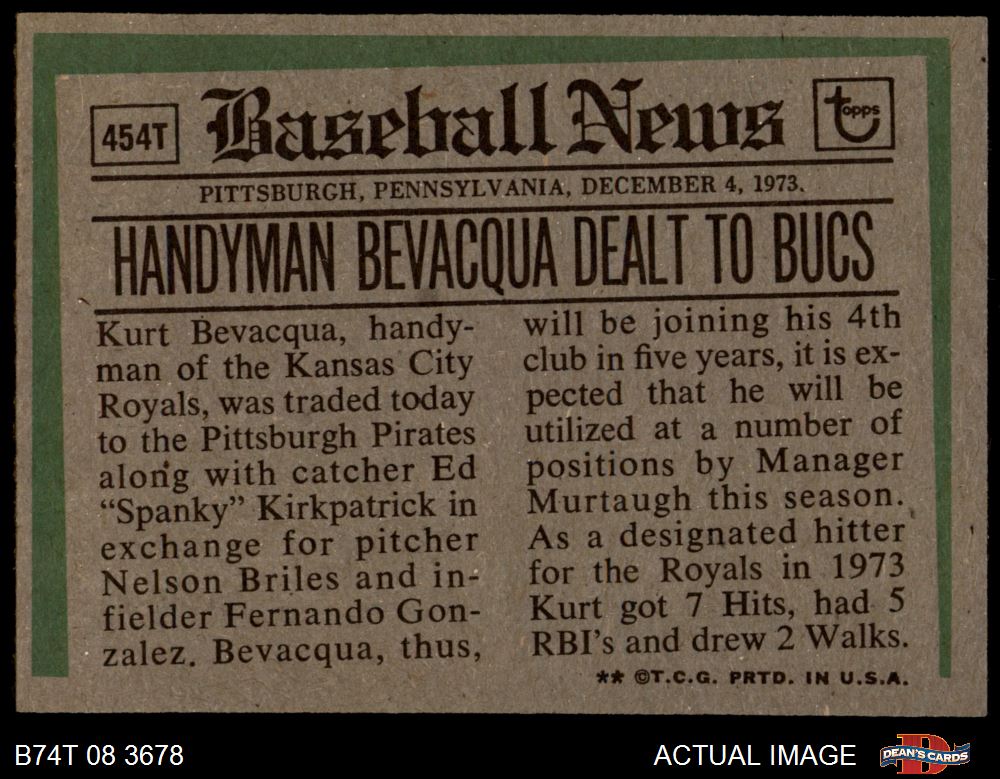 454T
Baseball News
topps
PITTSBURGH, PENNSYLVANIA, DECEMBER 4, 1973.
HANDYMAN BEVACQUA DEALT TO BUCS
Kurt Bevacqua, handy-
man of the Kansas City
Royals, was traded today
to the Pittsburgh Pirates
along with catcher Ed
“Spanky” Kirkpatrick in
exchange for pitcher
Nelson Briles and in-
fielder Fernando Gon-
zalez. Bevacqua, thus,
will be joining his 4th
club in five years, it is ex-
pected that he will be
utilized at a number of
positions by Manager
Murtaugh this season.
As a designated hitter
for the Royals in 1973
Kurt got 7 Hits, had 5
RBI's and drew 2 Walks.
** ©T.C.G. PRTD. IN U.S.A.
B74T 08 3678
ACTUAL IMAGE
DEAN'S CARDS